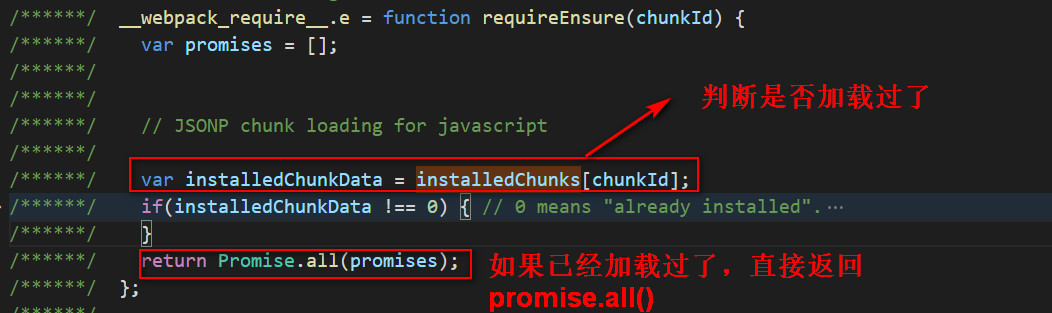 /******/ __webpack_require__.e = function requireEnsure(chunkId) {
/******/ var promises = [];
/******/
/******/
/******/ // JSONP chunk loading for javascript
/******/
/******/ var installedChunkData = installedChunks[chunkId];
/******/ if(installedChunkData !== 0) { // 0 means "already installed".…
/******/ }
/******/ return Promise.all(promises);
/******/ };
判断是否加载过了
如果已经加载过了，直接返回
promise.all()